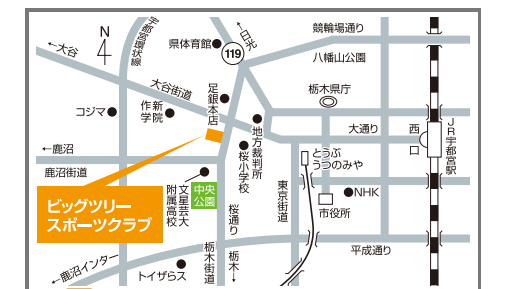 宇都宮環状線
N
←大谷
県体育館
←日光
119
競輪場通り
八幡山公園
大谷街道
足銀本店
栃木県庁
コジマ
作新
学院
地方裁判所
大通り
西口
JR宇都宮駅
←鹿沼
鹿沼街道
桜小学校
とうぶ
うつのみや
文星芸大
附属高校
中央
公園
東京街道
NHK
市役所
ビッグツリー
スポーツクラブ
桜通り
平成通り
←鹿沼インター
トイザらス
栃木街道
栃木→